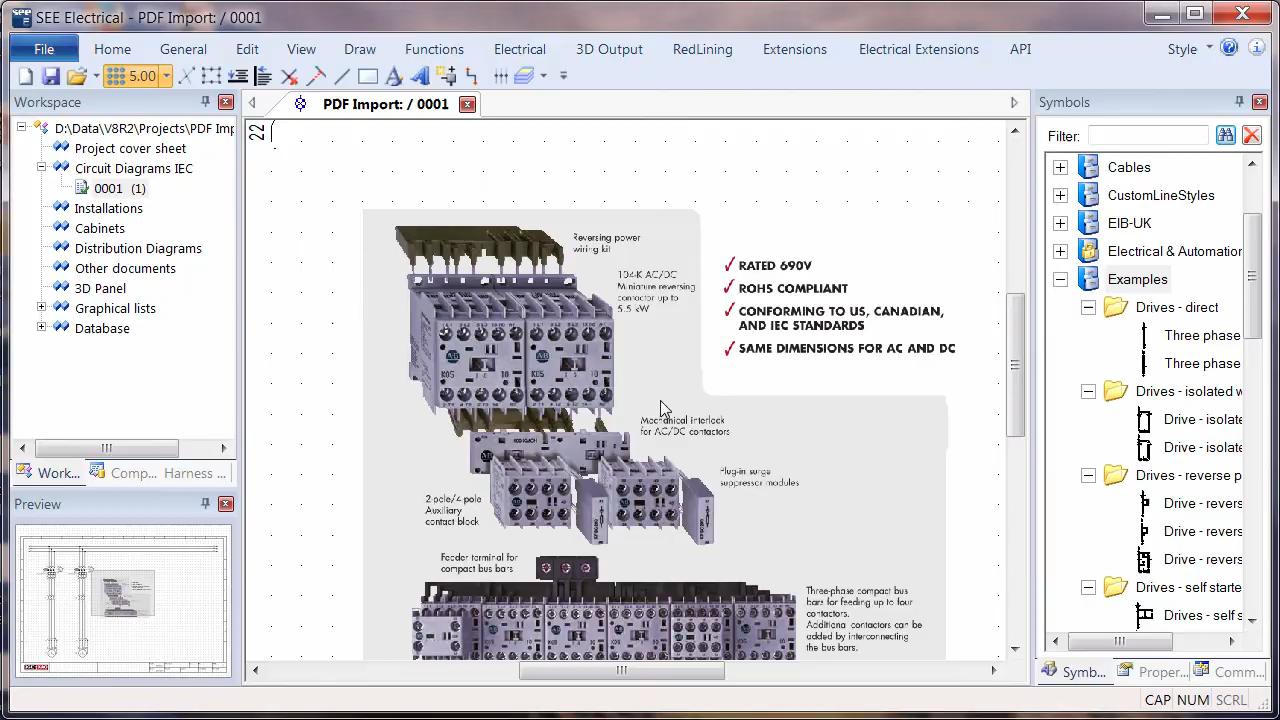 SEE Electrical - PDF Import: / 0001
File Home General Edit View Draw Functions Electrical 3D Output RedLining Extensions Electrical Extensions API Style
5.00
Workspace
D:\Data\V8R2\Projects\PDF Imp
Project cover sheet
Circuit Diagrams IEC
0001 (1)
Installations
Cabinets
Distribution Diagrams
Other documents
3D Panel
Graphical lists
Database
Work... Comp... Harness ...
Preview
PDF Import: / 0001
22
Reversing power
wiring kit
104-K AC/DC
Miniature reversing
contactor up to
5.5 kW
RATED 690V
ROHS COMPLIANT
CONFORMING TO US, CANADIAN,
AND IEC STANDARDS
SAME DIMENSIONS FOR AC AND DC
K05 10 K05 10
Mechanical interlock
for AC/DC contactors
Plug-in surge
suppressor modules
2-pole/4-pole
Auxiliary
contact block
Feeder terminal for
compact bus bars
Three-phase compact bus
bars for feeding up to four
contactors.
Additional contactors can be
added by interconnecting
the bus bars.
Symbols
Filter:
Cables
CustomLineStyles
EIB-UK
Electrical & Automation
Examples
Drives - direct
Three phase
Three phase
Drives - isolated w
Drive - isolate
Drive - isolate
Drives - reverse p
Drive - revers
Drive - revers
Drive - revers
Drives - self starte
Drives - self s
Symb... Proper... Comm...
CAP NUM SCRL